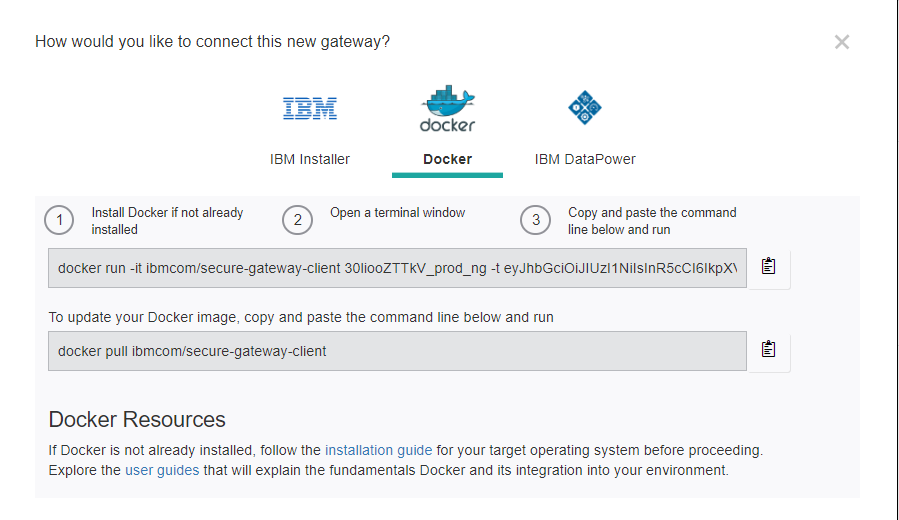 How would you like to connect this new gateway?
IBM
docker
IBM Installer
Docker
IBM DataPower
1
Install Docker if not already
installed
2
Open a terminal window
3
Copy and paste the command
line below and run
docker run -it ibmcom/secure-gateway-client 30liooZTTkV_prod_ng -t eyJhbGciOiJIUzI1NiIsInR5cCI6IkpXV
To update your Docker image, copy and paste the command line below and run
docker pull ibmcom/secure-gateway-client
Docker Resources
If Docker is not already installed, follow the installation guide for your target operating system before proceeding.
Explore the user guides that will explain the fundamentals Docker and its integration into your environment.